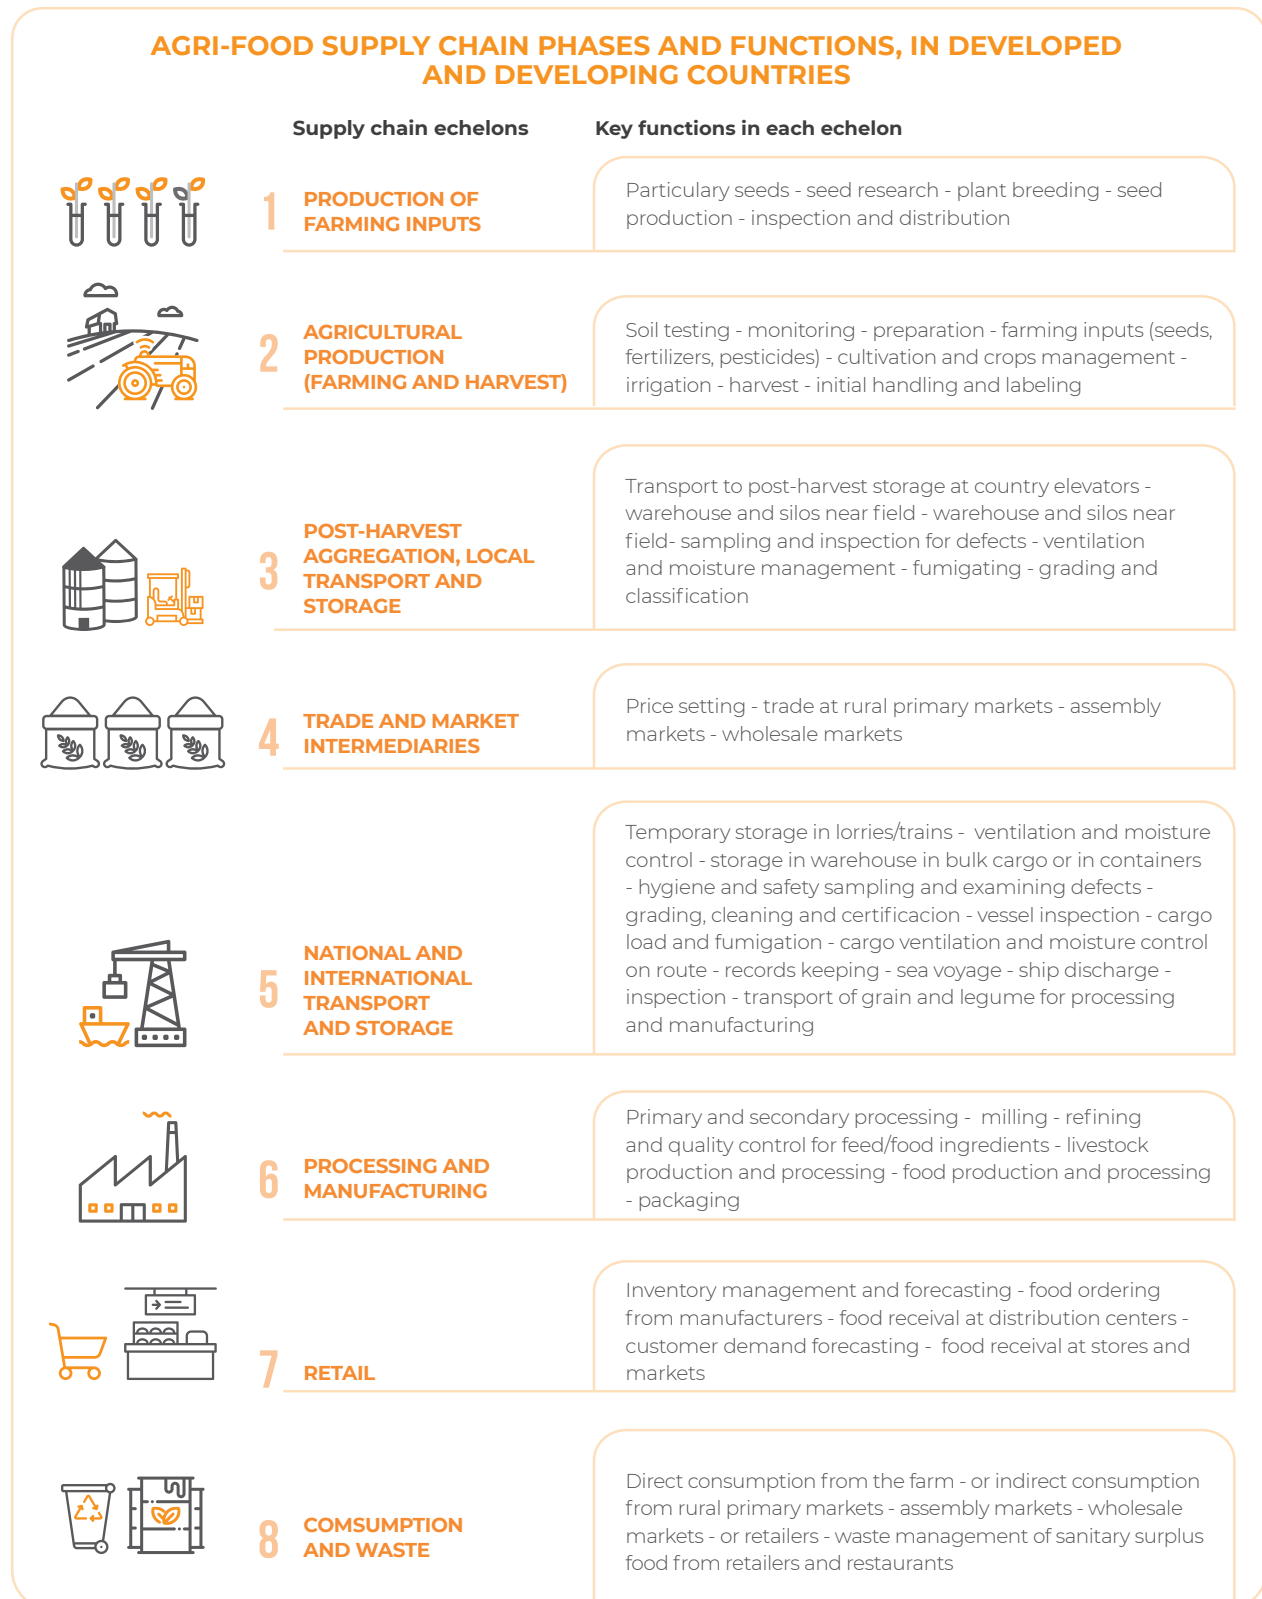 AGRI-FOOD SUPPLY CHAIN PHASES AND FUNCTIONS, IN DEVELOPED
AND DEVELOPING COUNTRIES
Supply chain echelons
Key functions in each echelon
1
PRODUCTION OF
FARMING INPUTS
Particulary seeds - seed research - plant breeding - seed
production - inspection and distribution
2
AGRICULTURAL
PRODUCTION
(FARMING AND HARVEST)
Soil testing - monitoring - preparation - farming inputs (seeds,
fertilizers, pesticides) - cultivation and crops management -
irrigation - harvest - initial handling and labeling
3
POST-HARVEST
AGGREGATION, LOCAL
TRANSPORT AND
STORAGE
Transport to post-harvest storage at country elevators -
warehouse and silos near field - warehouse and silos near
field- sampling and inspection for defects - ventilation
and moisture management - fumigating - grading and
classification
4
TRADE AND MARKET
INTERMEDIARIES
Price setting - trade at rural primary markets - assembly
markets - wholesale markets
5
NATIONAL AND
INTERNATIONAL
TRANSPORT
AND STORAGE
Temporary storage in lorries/trains -  ventilation and moisture
control - storage in warehouse in bulk cargo or in containers
- hygiene and safety sampling and examining defects -
grading, cleaning and certificacion - vessel inspection - cargo
load and fumigation - cargo ventilation and moisture control
on route - records keeping - sea voyage - ship discharge -
inspection - transport of grain and legume for processing
and manufacturing
6
PROCESSING AND
MANUFACTURING
Primary and secondary processing -  milling - refining
and quality control for feed/food ingredients - livestock
production and processing - food production and processing
- packaging
7
RETAIL
Inventory management and forecasting - food ordering
from manufacturers - food receival at distribution centers -
customer demand forecasting -  food receival at stores and
markets
8
COMSUMPTION
AND WASTE
Direct consumption from the farm - or indirect consumption
from rural primary markets - assembly markets - wholesale
markets - or retailers - waste management of sanitary surplus
food from retailers and restaurants